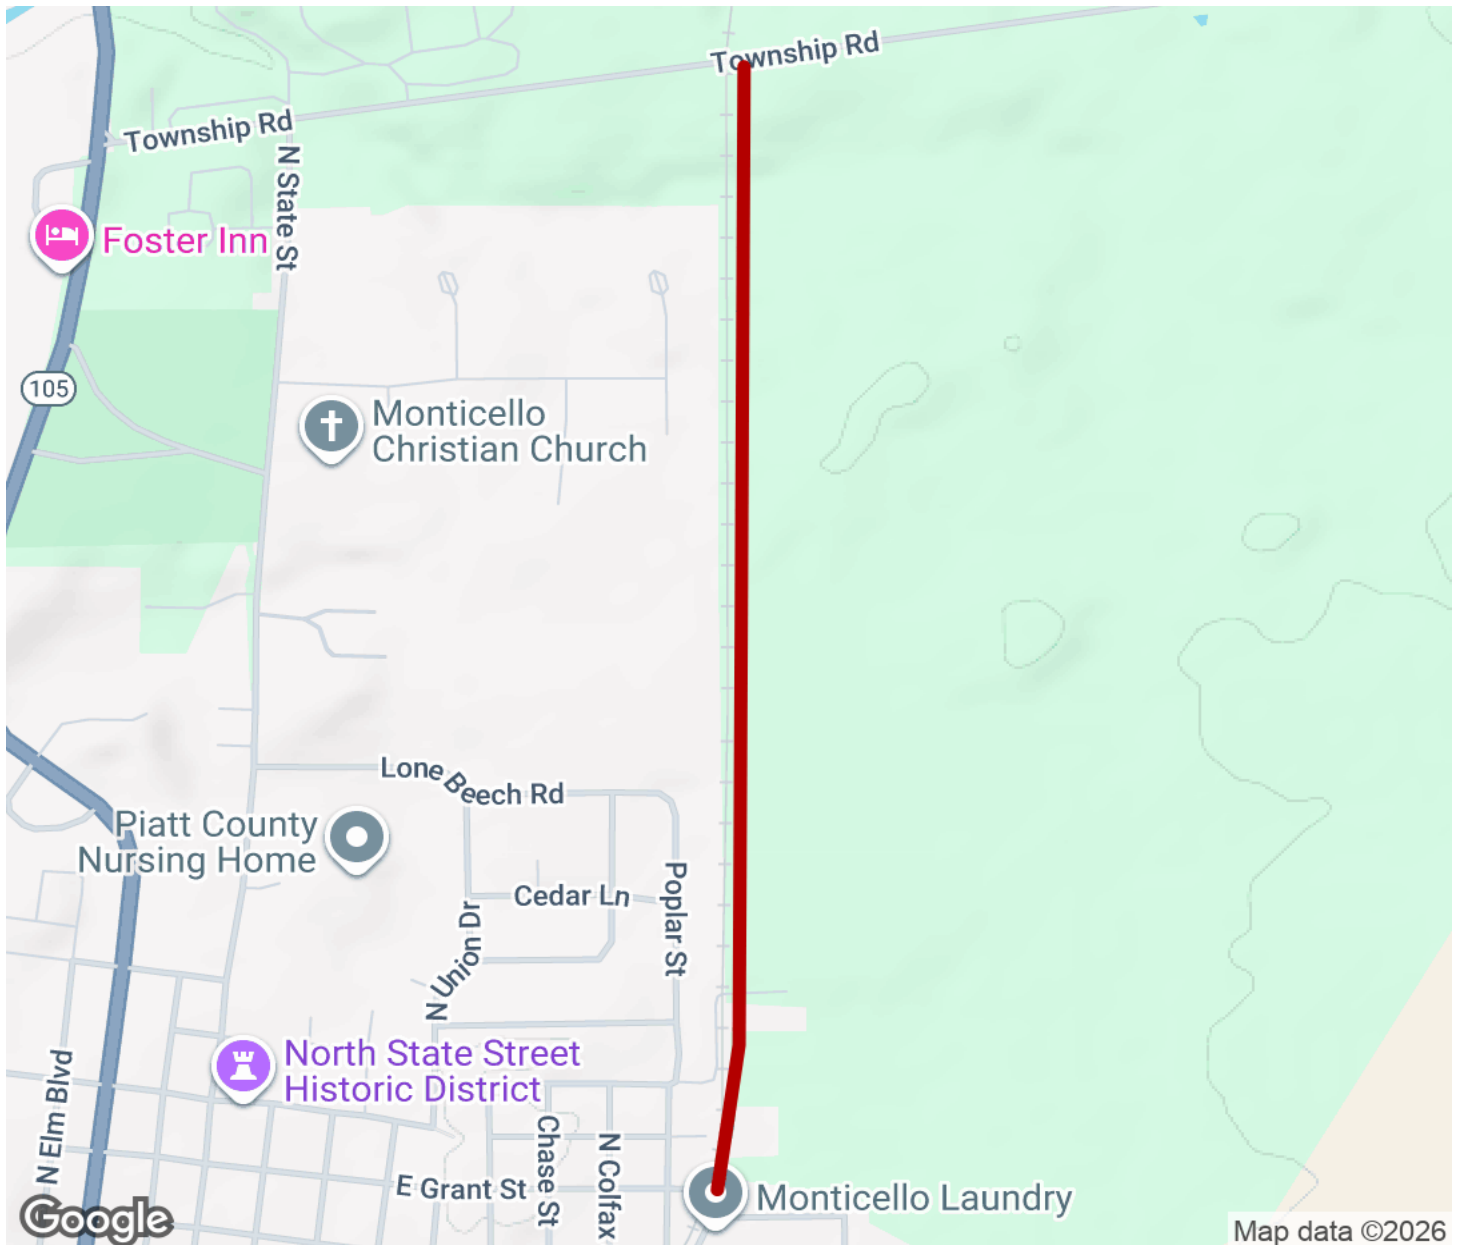 Township Rd
Township Rd
N State St
Foster Inn
105
Monticello
Christian Church
Lone Beech Rd
Piatt County
Nursing Home
Cedar Ln
Poplar St
N Union Dr
North State Street
Historic District
N Elm Blvd
Chase St
N Colfax
E Grant St
Monticello Laundry
Google
Map data ©2026